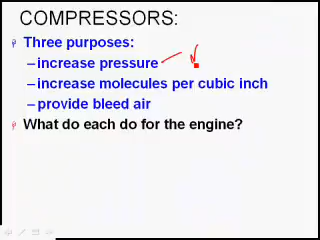 COMPRESSORS:
Three purposes:
–increase pressure
–increase molecules per cubic inch
–provide bleed air
What do each do for the engine?